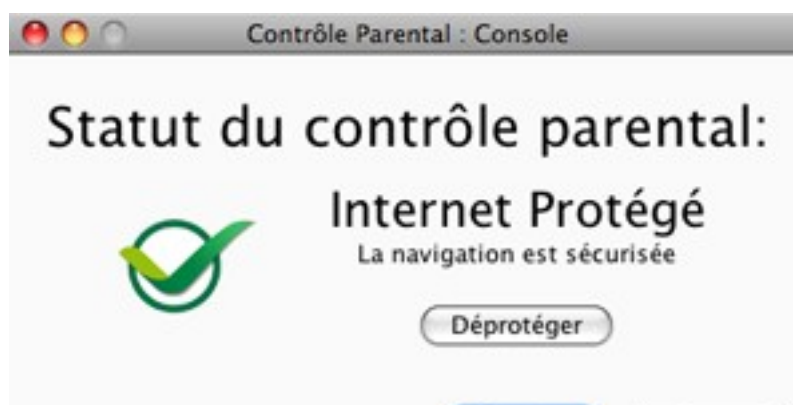 Contrôle Parental : Console
Statut du contrôle parental:
Internet Protégé
La navigation est sécurisée
Déprotéger